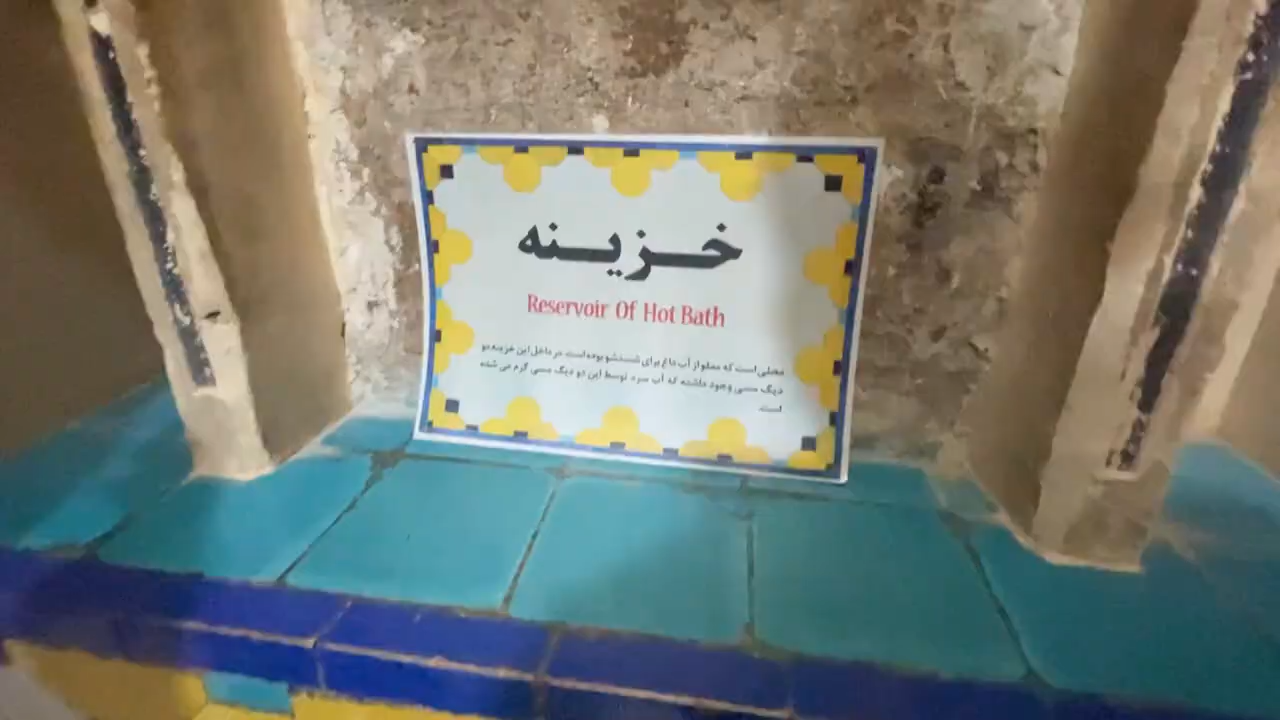 خزینه
Reservoir Of Hot Bath
محلی است که مملو از آب داغ برای شستشو بوده است در داخل این خزینه دو
دیگ مسی وجود داشته که آب سرد توسط این دو دیگ مسی گرم می شده
است.